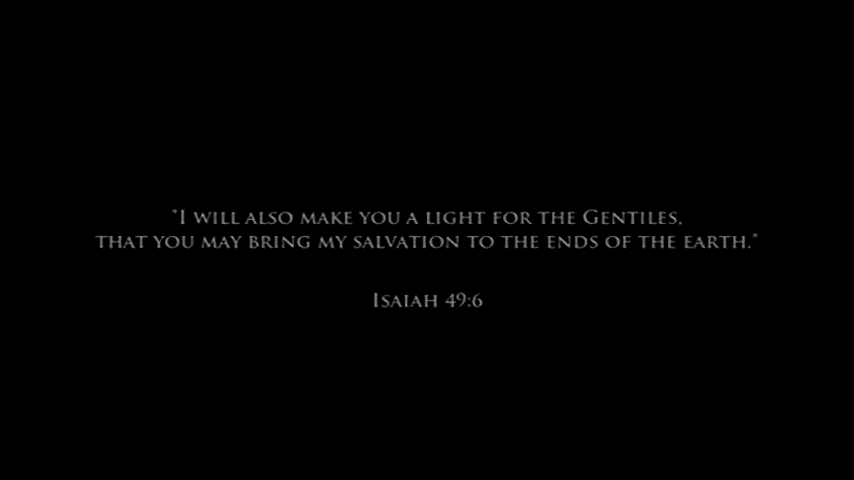 "I will also make you a light for the Gentiles,
that you may bring my salvation to the ends of the earth."
Isaiah 49:6